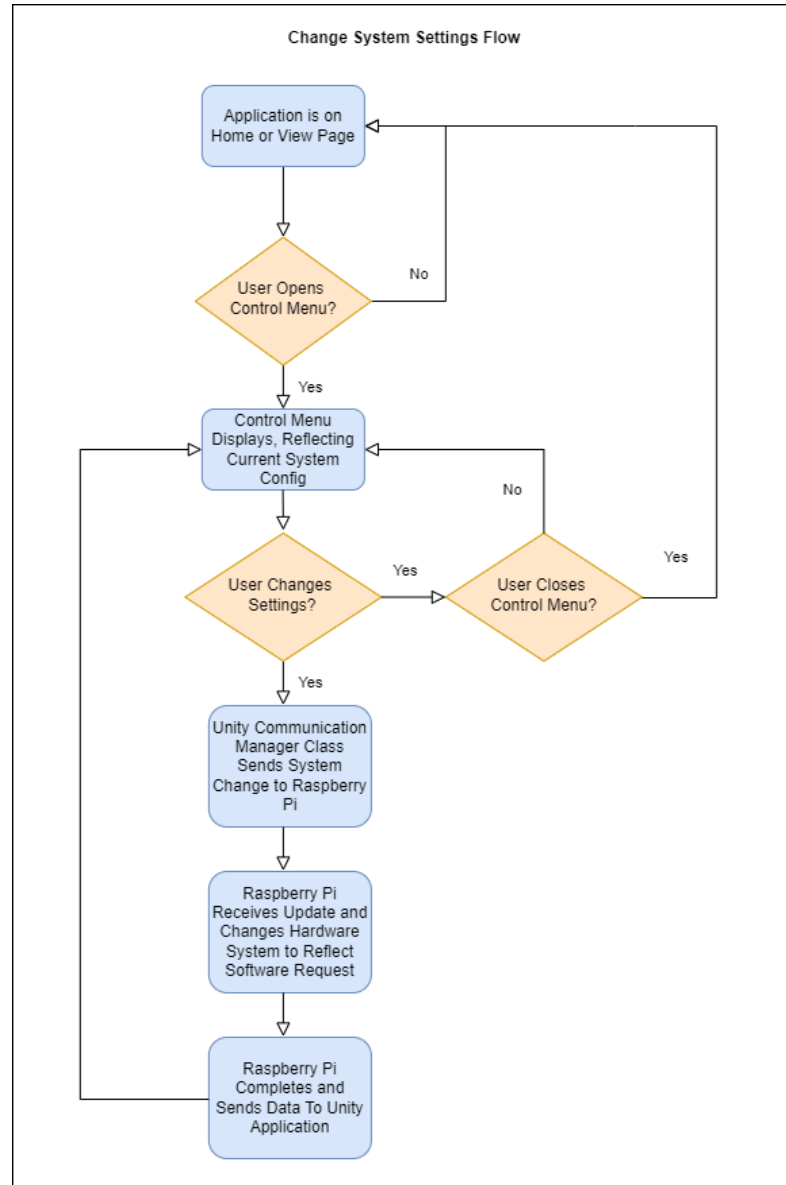 Change System Settings Flow
Application is on
Home or View Page
User Opens
Control Menu?
No
Yes
Control Menu
Displays, Reflecting
Current System
Config
No
User Changes
Settings?
Yes
User Closes
Control Menu?
Yes
Yes
Unity Communication
Manager Class
Sends System
Change to Raspberry
Pi
Raspberry Pi
Receives Update and
Changes Hardware
System to Reflect
Software Request
Raspberry Pi
Completes and
Sends Data To Unity
Application